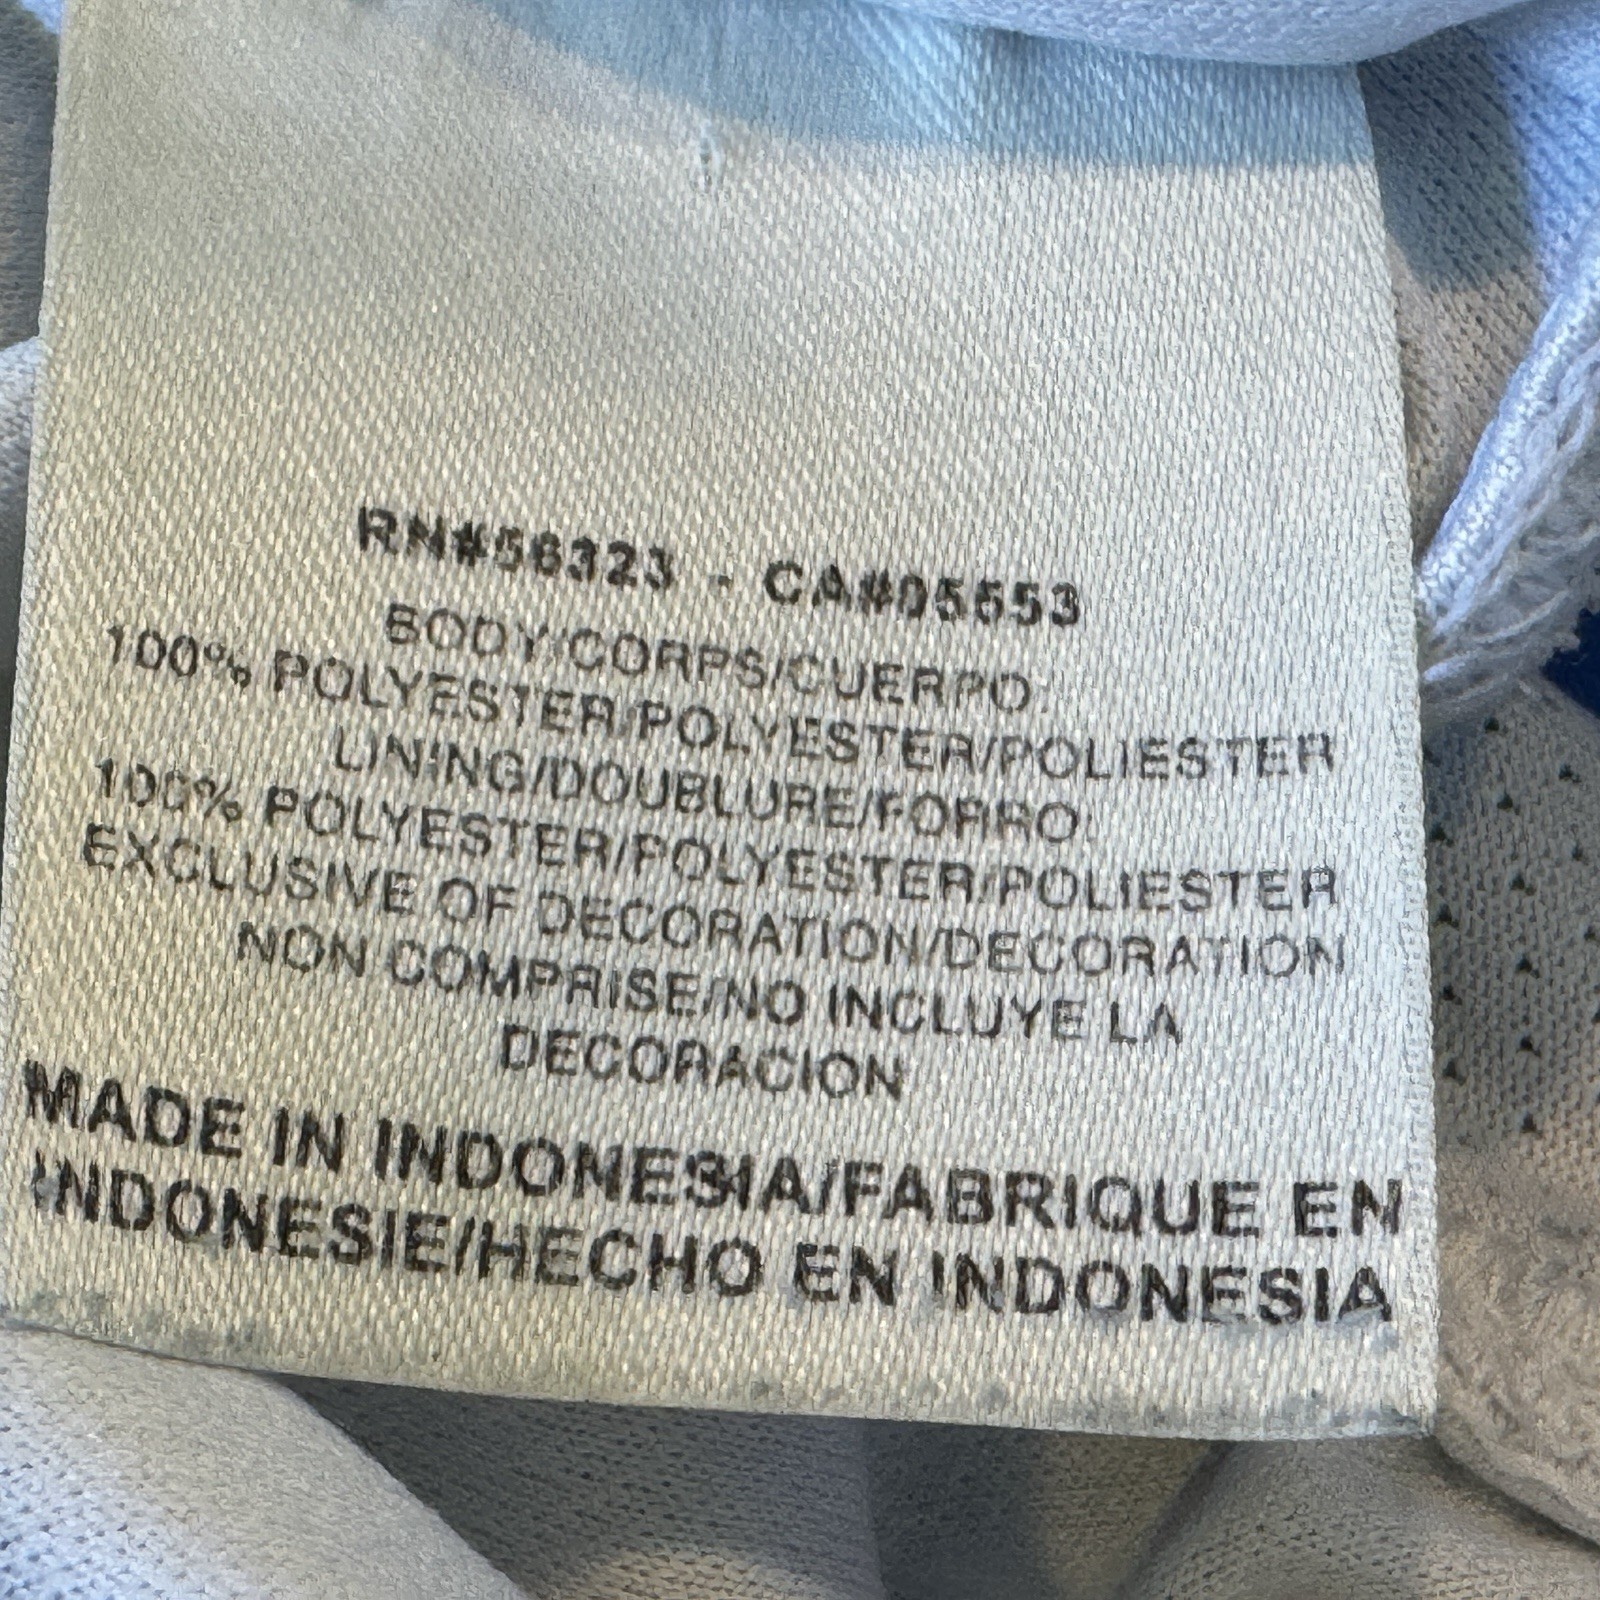 RN#56323 - CA#05553
BODY/CORPS/CUERPO:
100% POLYESTER/POLYESTER/POLIESTER
LINING/DOUBLURE/FORRO:
100% POLYESTER/POLYESTER/POLIESTER
EXCLUSIVE OF DECORATION/DECORATION
NON COMPRISE/NO INCLUYE LA
DECORACION
MADE IN INDONESIA/FABRIQUE EN
INDONESIE/HECHO EN INDONESIA